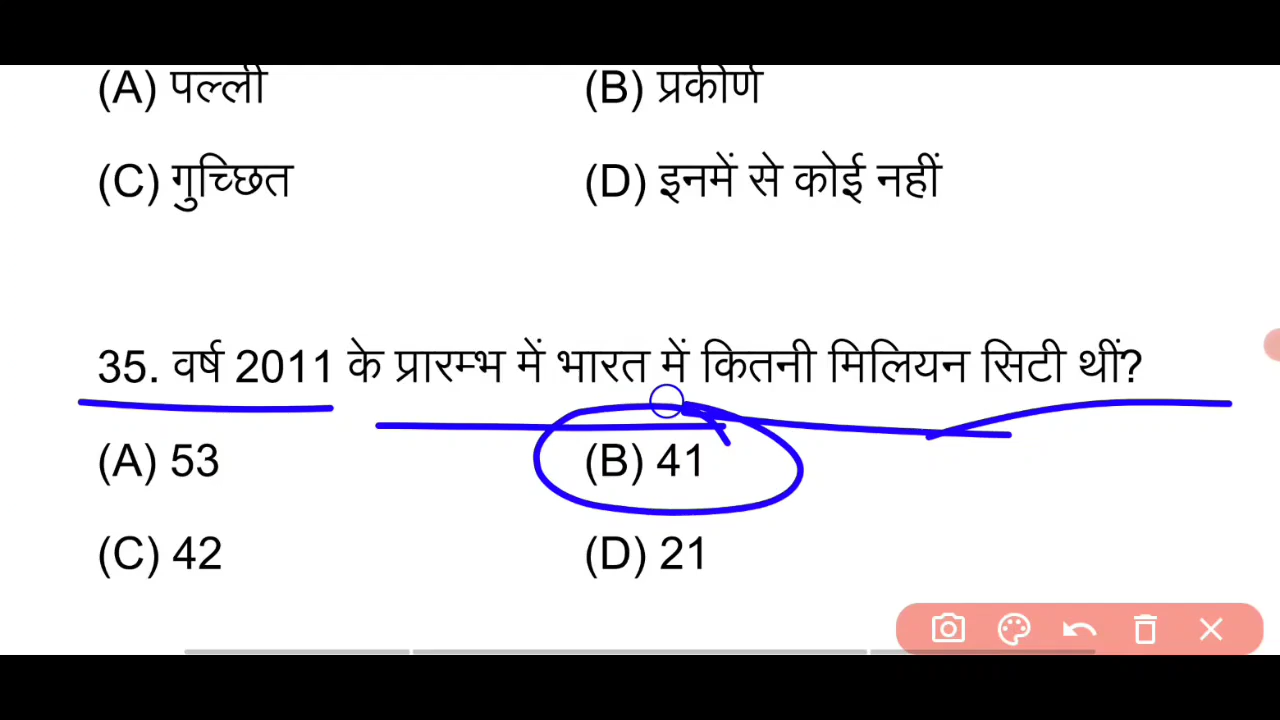 (A) पल्ली (B) प्रकीर्ण
(C) गुच्छित (D) इनमें से कोई नहीं
35. वर्ष 2011 के प्रारम्भ में भारत में कितनी मिलियन सिटी थीं?
(A) 53 (B) 41
(C) 42 (D) 21